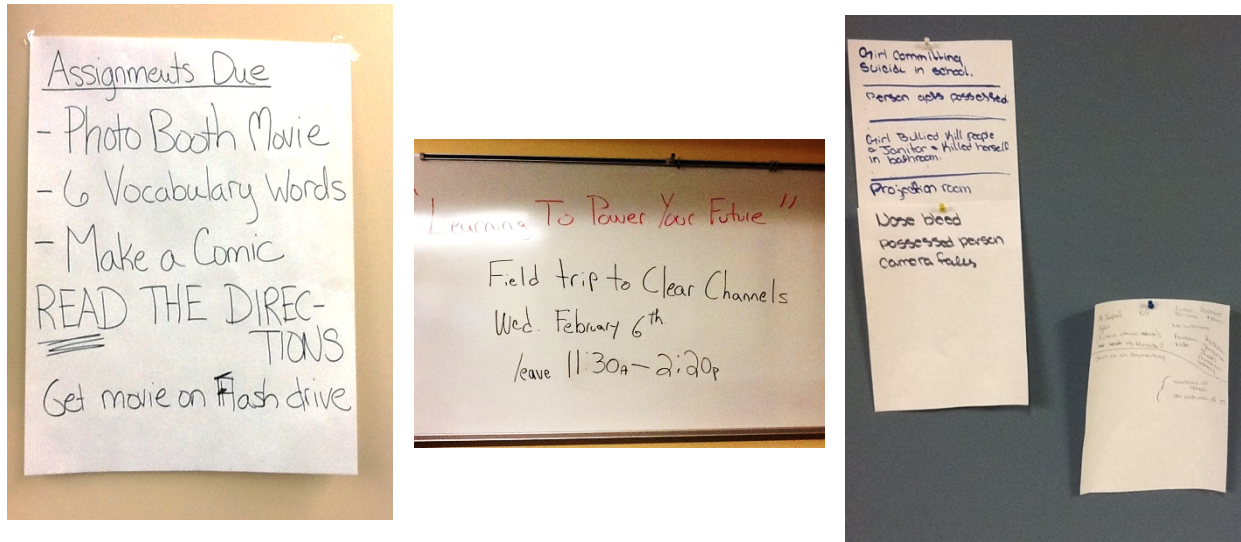 Assignments Due
- Photo Booth Movie
- 6 Vocabulary Words
- Make a Comic
READ THE DIREC-
TIONS
Get movie on Flash drive
"Learning To Power Your Future"
Field trip to Clear Channels
Wed. February 6th
leave 11:30A-2:20p
Girl committing
suicide in school.
Person gets possessed
Girl Bullied Kill people
a Janitor + Killed herself
in bathroom.
Projection room
Nose bleed
possessed person
camera falls